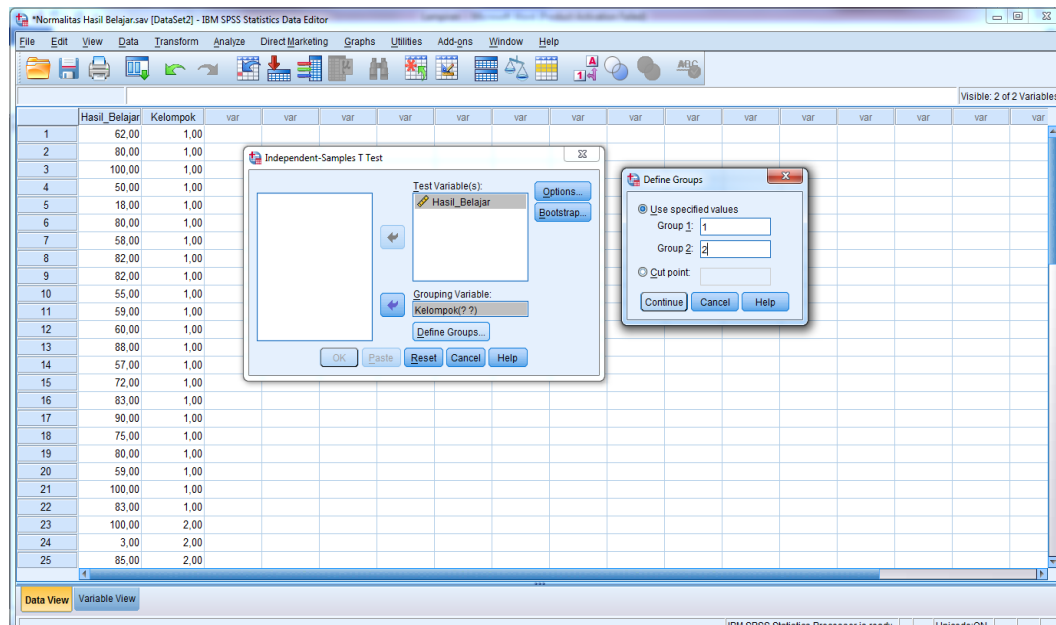 *Normalitas Hasil Belajar.sav [DataSet2] - IBM SPSS Statistics Data Editor
File Edit View Data Transform Analyze Direct Marketing Graphs Utilities Add-ons Window Help
Visible: 2 of 2 Variables
Hasil_Belajar Kelompok var var var var var var var var var var var var var var
1 62,00 1,00
2 80,00 1,00
3 100,00 1,00
4 50,00 1,00
5 18,00 1,00
6 80,00 1,00
7 58,00 1,00
8 82,00 1,00
9 82,00 1,00
10 55,00 1,00
11 59,00 1,00
12 60,00 1,00
13 88,00 1,00
14 57,00 1,00
15 72,00 1,00
16 83,00 1,00
17 90,00 1,00
18 75,00 1,00
19 80,00 1,00
20 59,00 1,00
21 100,00 1,00
22 83,00 1,00
23 100,00 2,00
24 3,00 2,00
25 85,00 2,00
Independent-Samples T Test
Test Variable(s):
Hasil_Belajar
Options...
Bootstrap...
Grouping Variable:
Kelompok(? ?)
Define Groups...
OK Paste Reset Cancel Help
Define Groups
Use specified values
Group 1: 1
Group 2: 2
Cut point:
Continue Cancel Help
Data View Variable View
IBM SPSS Statistics Processor is ready Unicode:ON